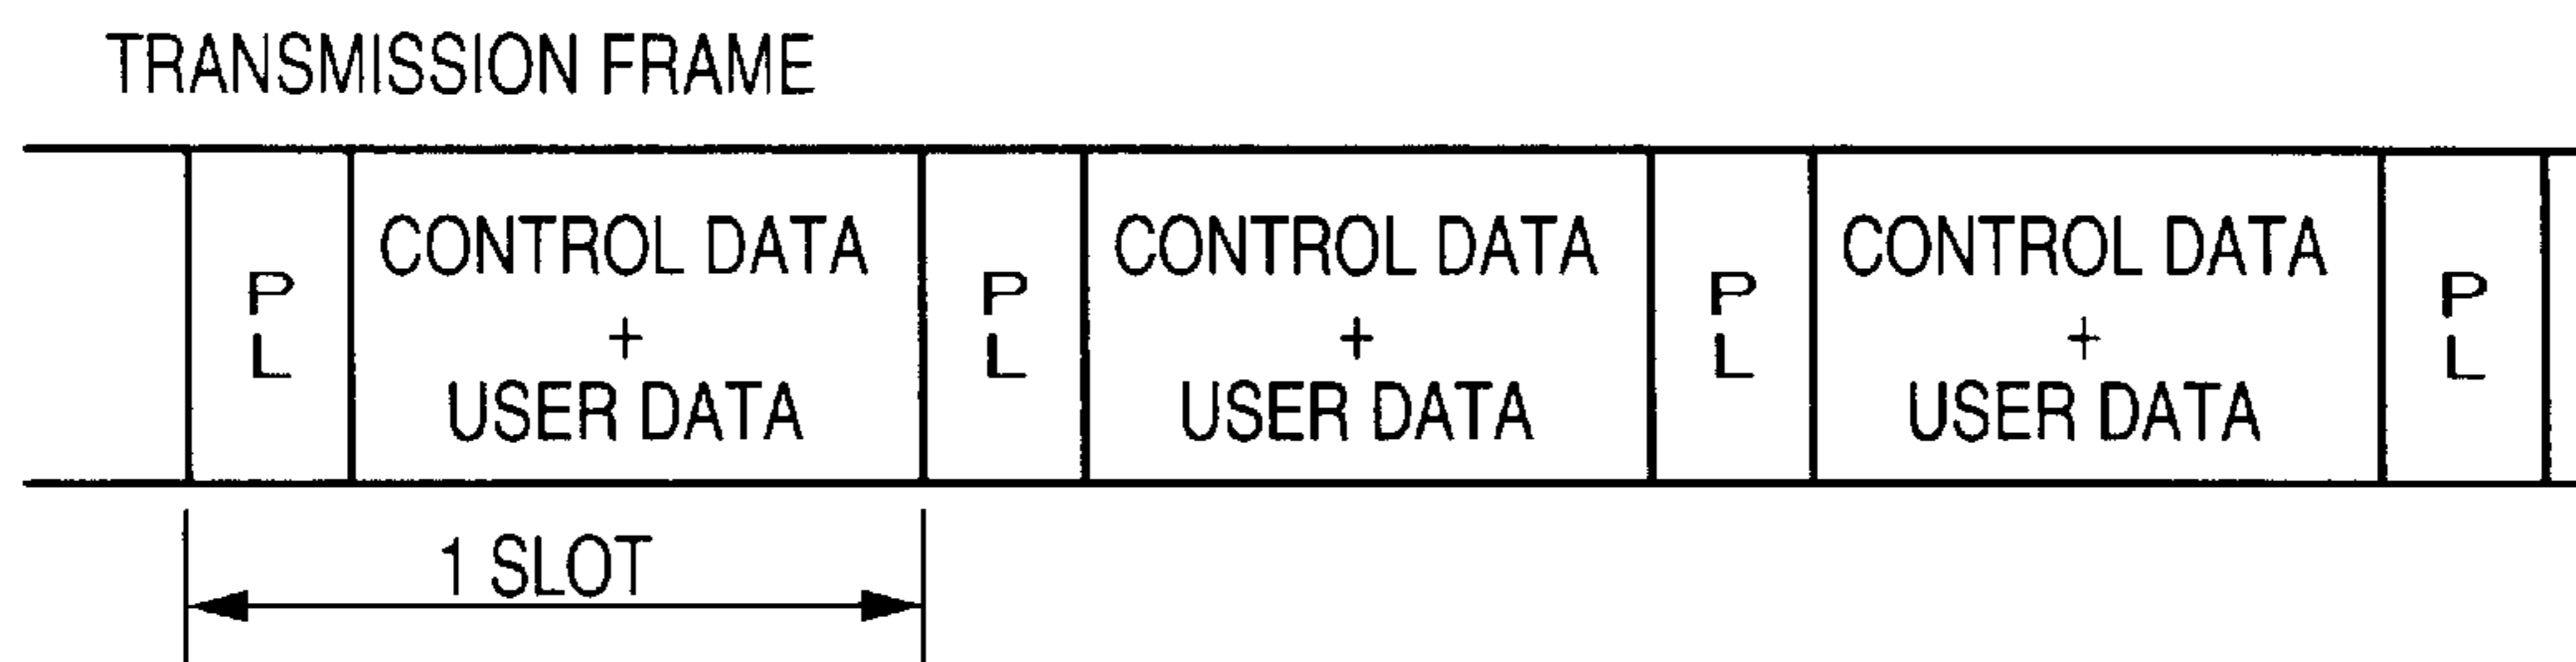 TRANSMISSION FRAME
P
L
CONTROL DATA
+
USER DATA
P
L
CONTROL DATA
+
USER DATA
P
L
CONTROL DATA
+
USER DATA
P
L
1 SLOT